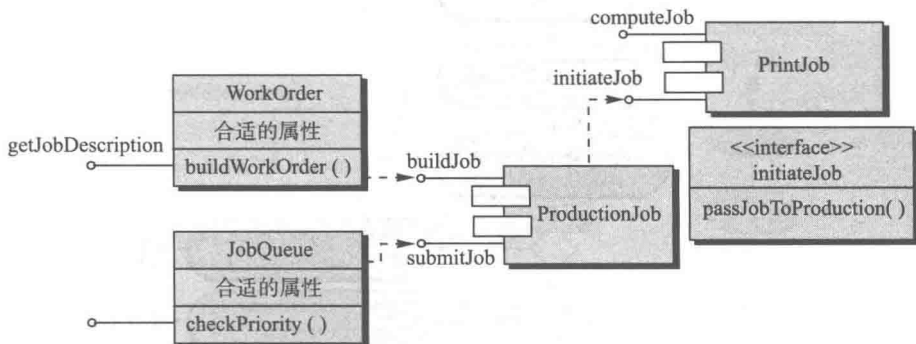 computeJob
PrintJob
initiateJob
WorkOrder
合适的属性
getJobDescription
buildWorkOrder ( )
buildJob
<<interface>>
initiateJob
passJobToProduction( )
ProductionJob
JobQueue
submitJob
合适的属性
checkPriority ( )